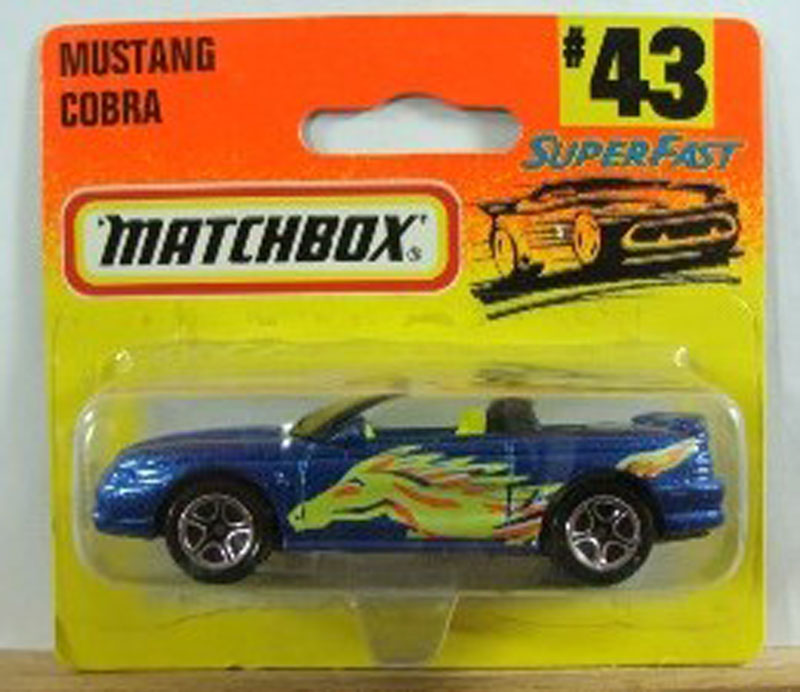 MUSTANG
COBRA
#43
SUPERFAST
"MATCHBOX"®